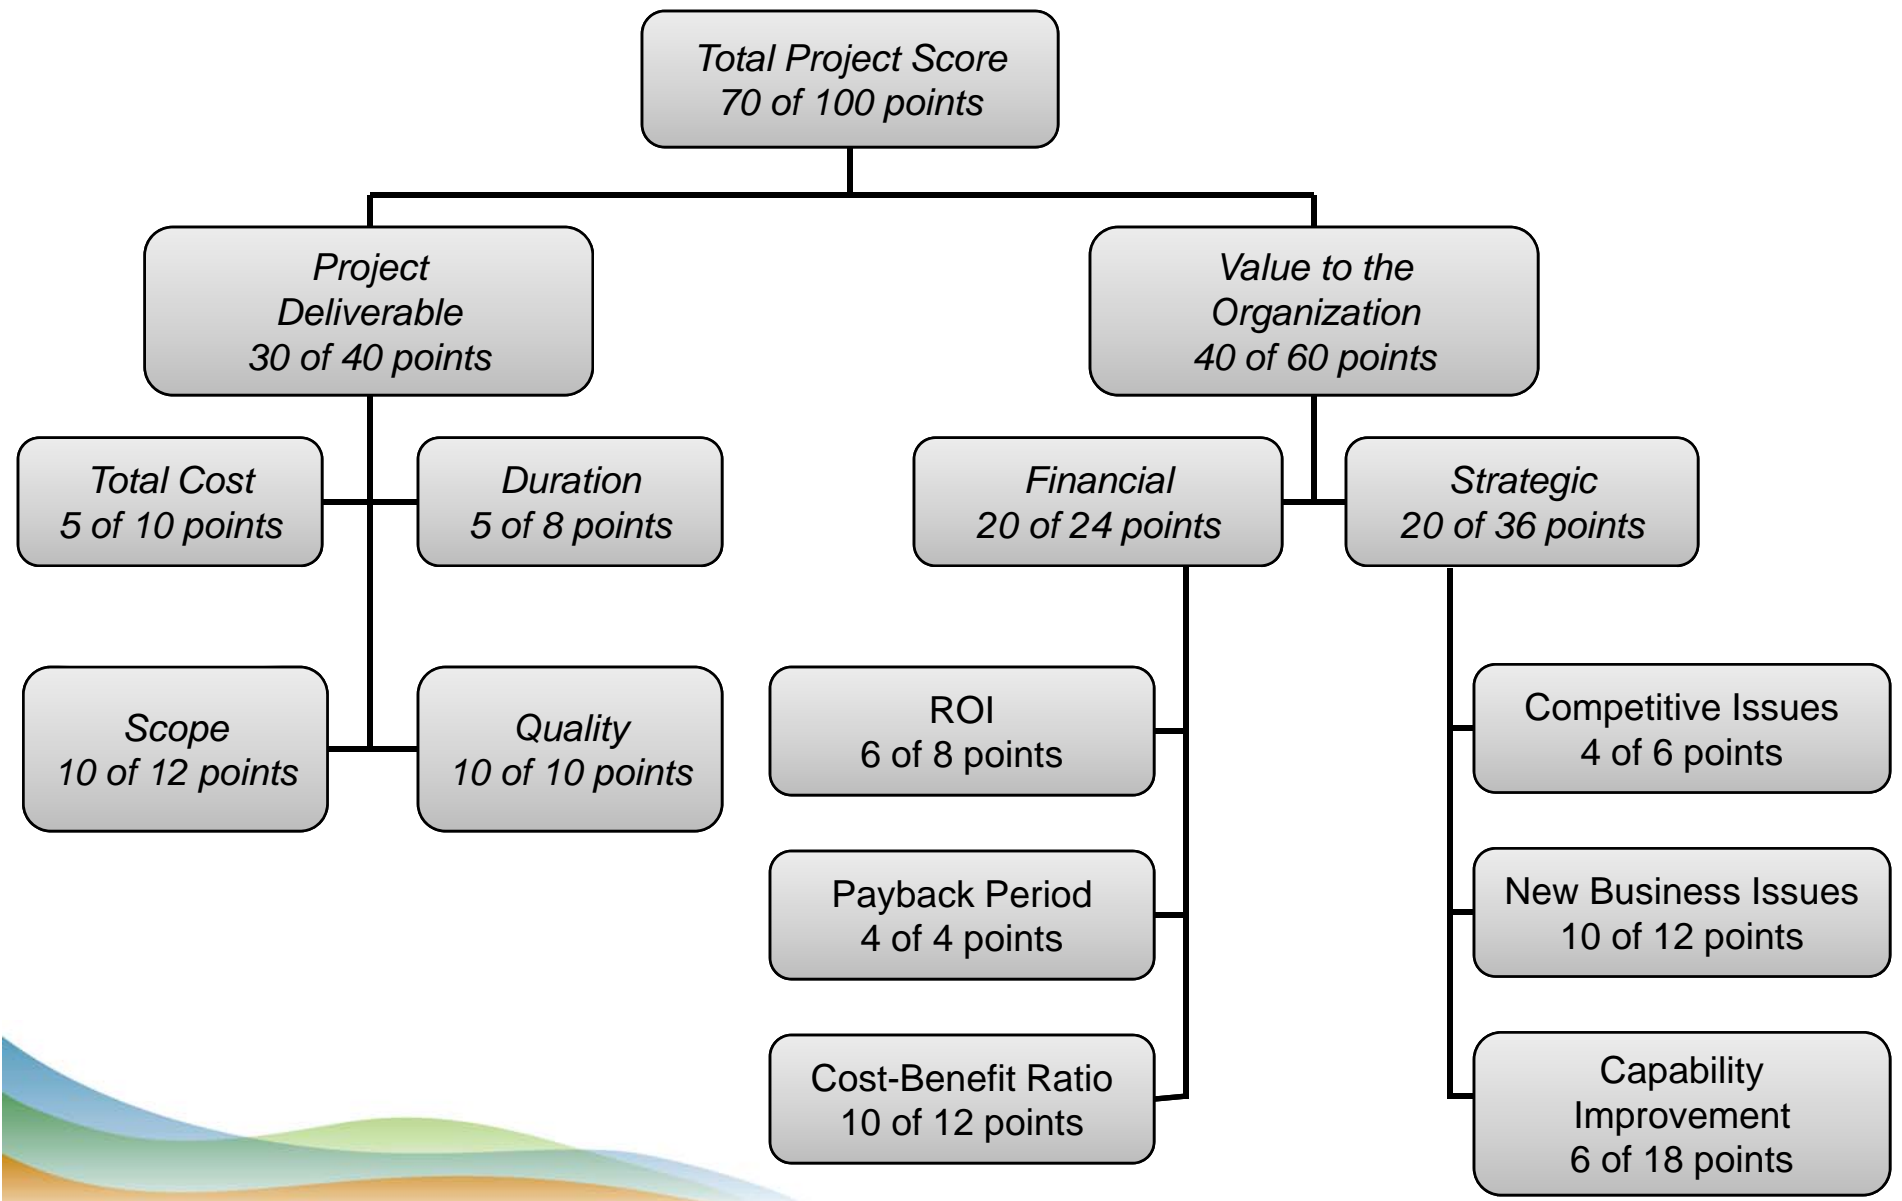 Total Project Score
70 of 100 points
Project
Deliverable
30 of 40 points
Value to the
Organization
40 of 60 points
Total Cost
5 of 10 points
Duration
5 of 8 points
Financial
20 of 24 points
Strategic
20 of 36 points
Scope
10 of 12 points
Quality
10 of 10 points
ROI
6 of 8 points
Competitive Issues
4 of 6 points
Payback Period
4 of 4 points
New Business Issues
10 of 12 points
Cost-Benefit Ratio
10 of 12 points
Capability
Improvement
6 of 18 points